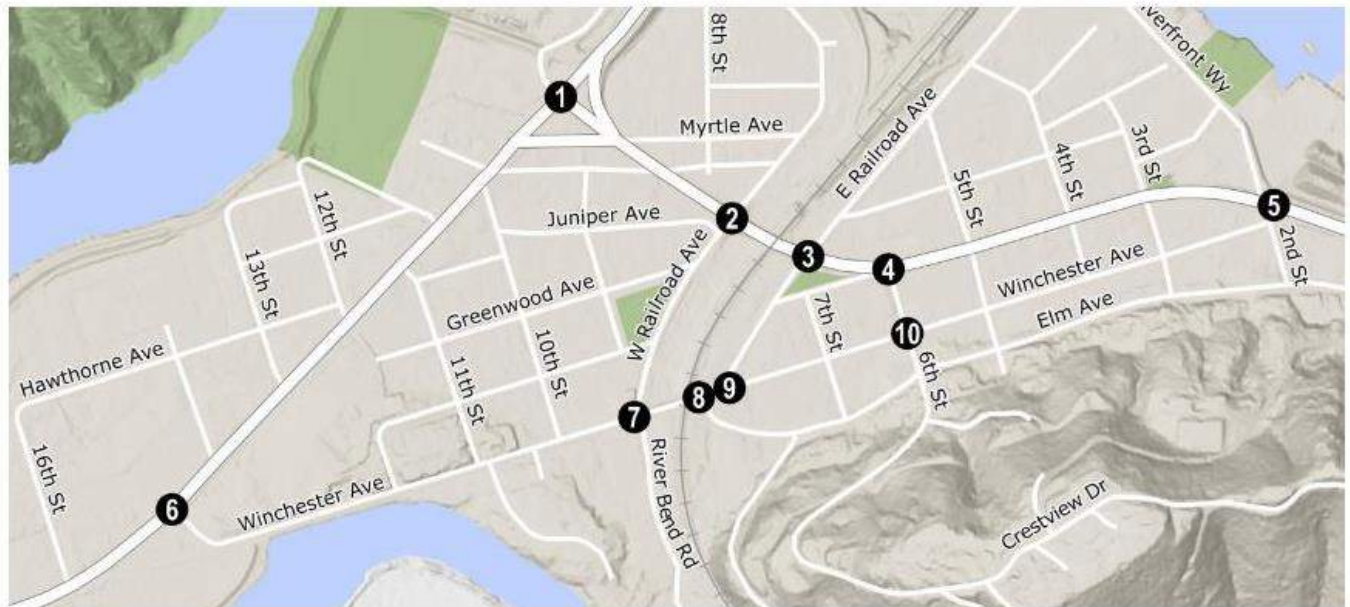 8th St
iverfront Wy
1
Myrtle Ave
E Railroad Ave
3rd St
4th St
5th St
12th St
Juniper Ave
2
5
13th St
3
4
2nd St
W Railroad Ave
Winchester Ave
Greenwood Ave
Elm Ave
7th St
10
10th St
6th St
Hawthorne Ave
11th St
9
8
7
16th St
6
Winchester Ave
River Bend Rd
Crestview Dr